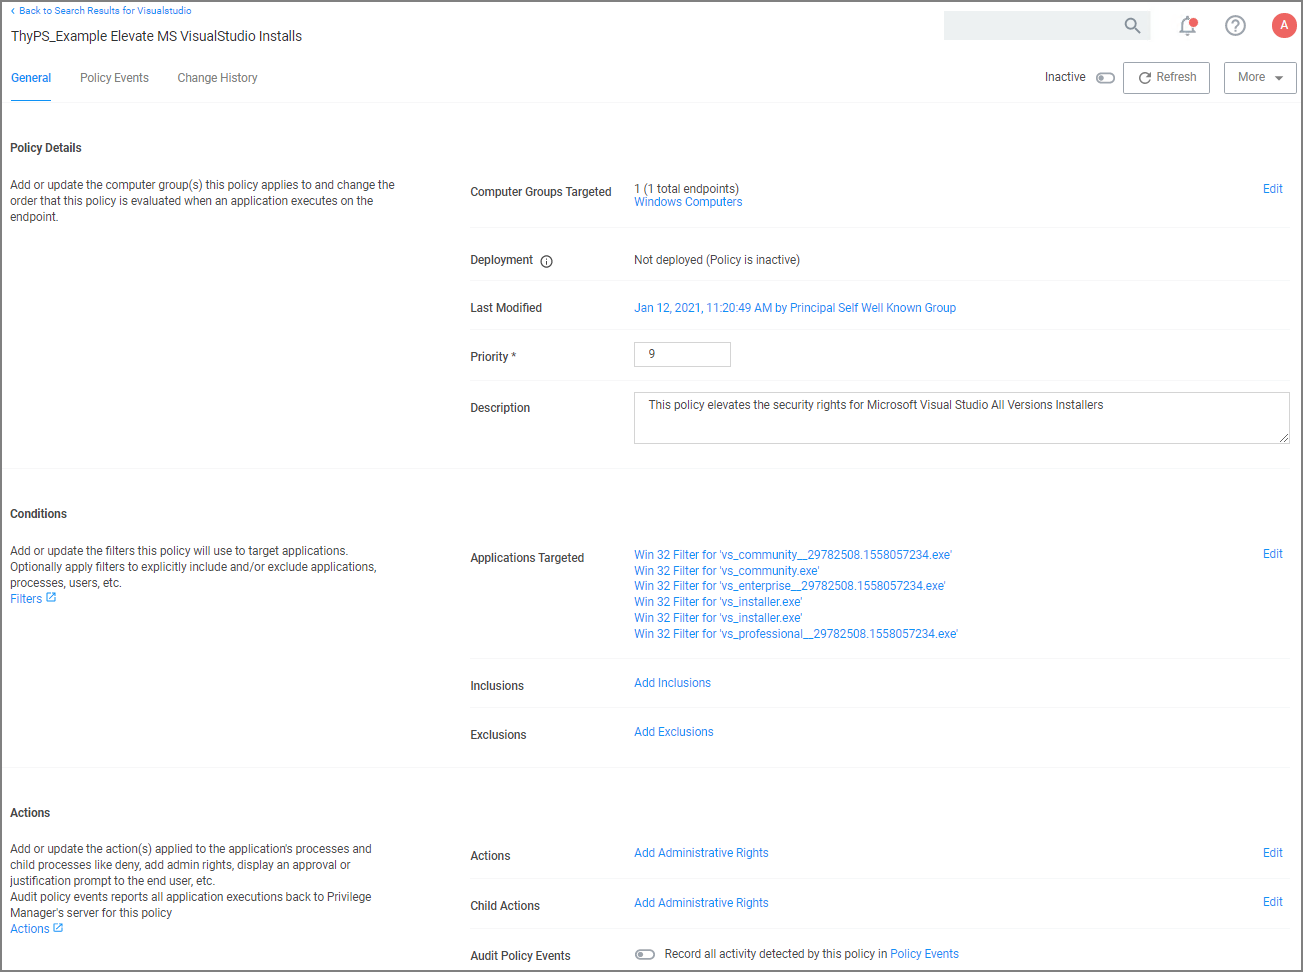 ‹ Back to Search Results for Visualstudio
ThyPS_Example Elevate MS VisualStudio Installs
A
General Policy Events Change History
Inactive Refresh More
Policy Details
Add or update the computer group(s) this policy applies to and change the
order that this policy is evaluated when an application executes on the
endpoint.
Computer Groups Targeted 1 (1 total endpoints) Edit
Windows Computers
Deployment Not deployed (Policy is inactive)
Last Modified Jan 12, 2021, 11:20:49 AM by Principal Self Well Known Group
Priority * 9
Description This policy elevates the security rights for Microsoft Visual Studio All Versions Installers
Conditions
Add or update the filters this policy will use to target applications.
Optionally apply filters to explicitly include and/or exclude applications,
processes, users, etc.
Filters
Applications Targeted Win 32 Filter for 'vs_community__29782508.1558057234.exe' Edit
Win 32 Filter for 'vs_community.exe'
Win 32 Filter for 'vs_enterprise__29782508.1558057234.exe'
Win 32 Filter for 'vs_installer.exe'
Win 32 Filter for 'vs_installer.exe'
Win 32 Filter for 'vs_professional__29782508.1558057234.exe'
Inclusions Add Inclusions
Exclusions Add Exclusions
Actions
Add or update the action(s) applied to the application's processes and
child processes like deny, add admin rights, display an approval or
justification prompt to the end user, etc.
Audit policy events reports all application executions back to Privilege
Manager's server for this policy
Actions
Actions Add Administrative Rights Edit
Child Actions Add Administrative Rights Edit
Audit Policy Events Record all activity detected by this policy in Policy Events